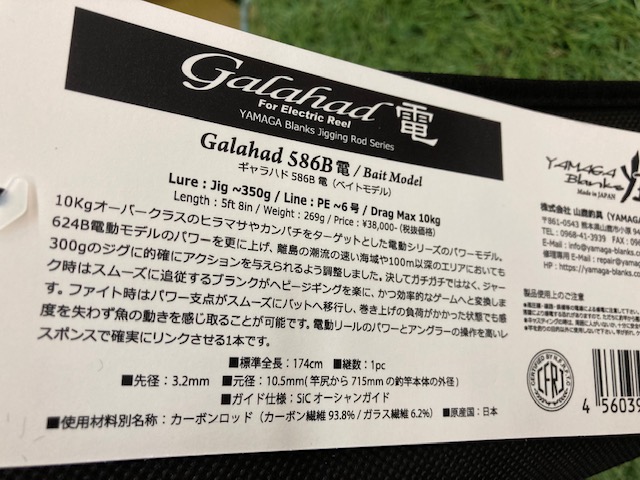 Galahad 電
For Electric Reel
YAMAGA Blanks Jigging Rod Series
Galahad 586B 電 / Bait Model
ギャラハド 586B 電（ベイトモデル）
Lure : Jig ~350g / Line : PE ~6号 / Drag Max 10kg
Length : 5ft 8in / Weight : 269g / Price : ¥38,000-(税抜価格)
10Kgオーバークラスのヒラマサやカンパチをターゲットとした電動シリーズのパワーモデル。
624B電動モデルのパワーを更に上げ、離島の潮流の速い海域や100m以深のエリアにおいても
300gのジグに的確にアクションを与えられるよう調整しました。決してガチガチではなく、ジャー
ク時はスムーズに追従するブランクがヘビージギングを楽に、かつ効率的なゲームへと変換しま
す。ファイト時はパワー支点がスムーズにバットへ移行し、巻き上げの負荷がかかった状態でも感
度を失わず魚の動きを感じ取ることが可能です。電動リールのパワーとアングラーの操作を高いレ
スポンスで確実にリンクさせる1本です。
■標準全長：174cm ■継数：1pc
■先径：3.2mm ■元径：10.5mm（竿尻から 715mmの釣竿本体の外径）
■ガイド仕様：SiC オーシャンガイド
■使用材料別名称：カーボンロッド（カーボン繊維 93.8% / ガラス繊維 6.2%） ■原産国：日本
YAMAGA
Blanks
Made in JAPAN
株式会社 山鹿釣具 (YAMAGA
〒861-0543 熊本県山鹿市小原
TEL : 0968-41-3939 FAX : 096
E-Mail : info@yamaga-blanks.c
修理専用 E-Mail : repair@yamaga-
HP : https://yamaga-blanks.com
製品使用上のご注意
CFRI
4 56039